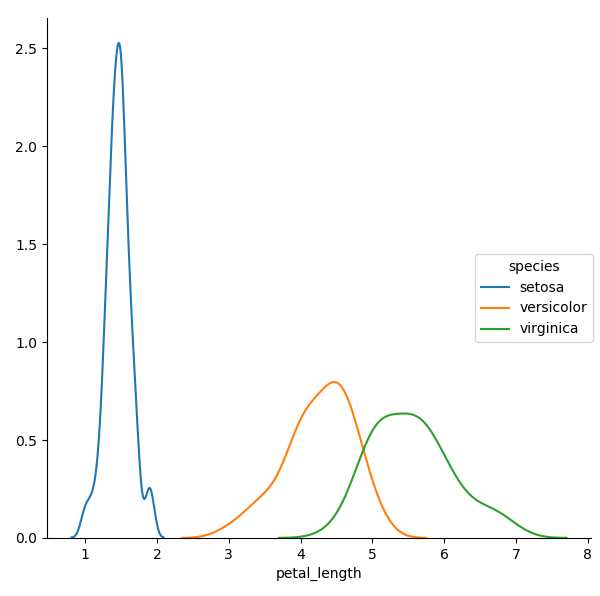 2.5
2.0
1.5
1.0
0.5
0.0
species
setosa
versicolor
virginica
1 2 3 4 5 6 7 8
petal_length